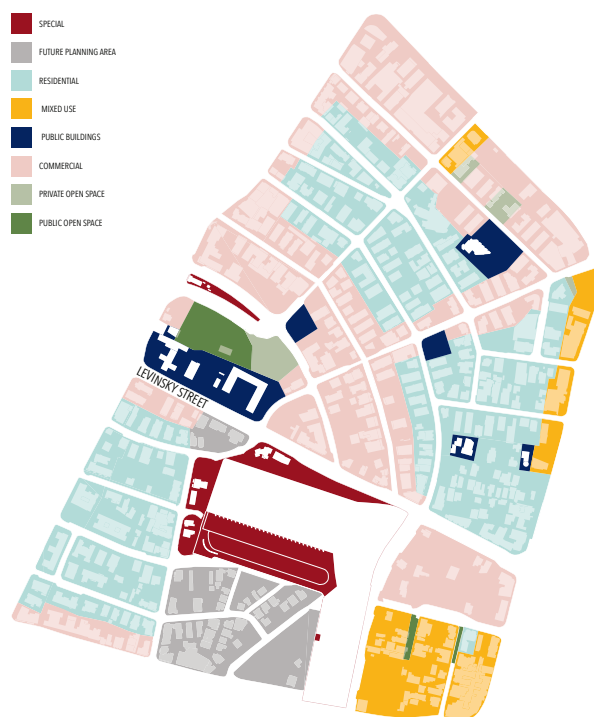 SPECIAL
FUTURE PLANNING AREA
RESIDENTIAL
MIXED USE
PUBLIC BUILDINGS
COMMERCIAL
PRIVATE OPEN SPACE
PUBLIC OPEN SPACE
LEVINSKY STREET